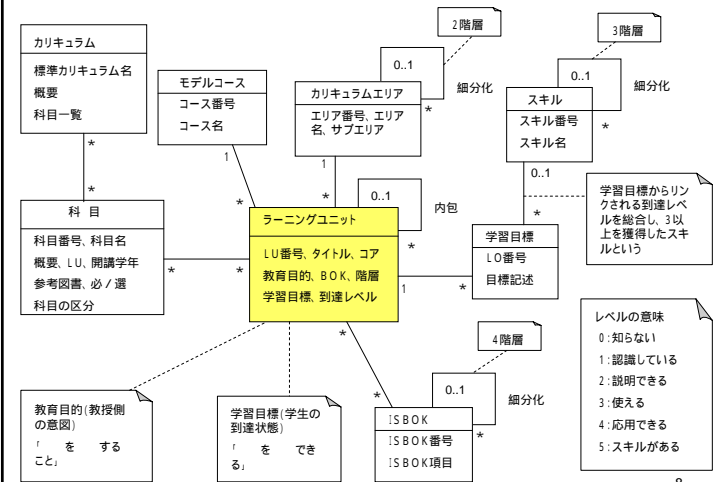 カリキュラム
標準カリキュラム名
概要
科目一覧
*
*
モデルコース
コース番号
コース名
1
*
2階層
0..1
細分化
*
カリキュラムエリア
エリア番号、エリア
名、サブエリア
1
*
3階層
0..1
細分化
*
スキル
スキル番号
スキル名
0..1
*
学習目標からリン
クされる到達レベ
ルを総合し、3以
上を獲得したスキ
ルという
科 目
科目番号、科目名
概要、LU、開講学年
参考図書、必/選
科目の区分
*
*
0..1
内包
*
ラーニングユニット
LU番号、タイトル、コア
教育目的、BOK、階層
学習目標、到達レベル
1
*
学習目標
LO番号
目標記述
*
*
4階層
0..1
細分化
*
ISBOK
ISBOK番号
ISBOK項目
教育目的(教授側
の意図)
「 を する
こと」
学習目標(学生の
到達状態)
「 を でき
る」
レベルの意味
0:知らない
1:認識している
2:説明できる
3:使える
4:応用できる
5:スキルがある